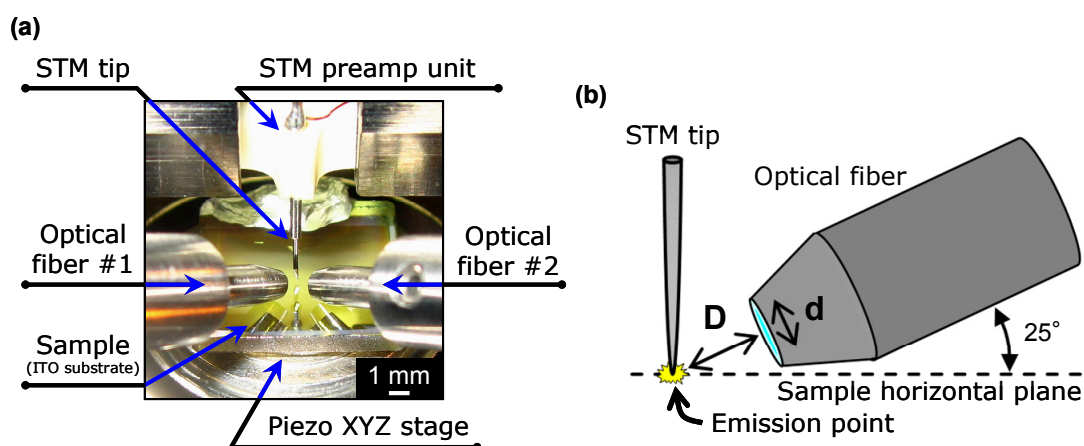 (a)
STM tip
STM preamp unit
Optical
fiber #1
Optical
fiber #2
Sample
(ITO substrate)
1 mm
Piezo XYZ stage
(b)
STM tip
Optical fiber
D
d
25°
Sample horizontal plane
Emission point